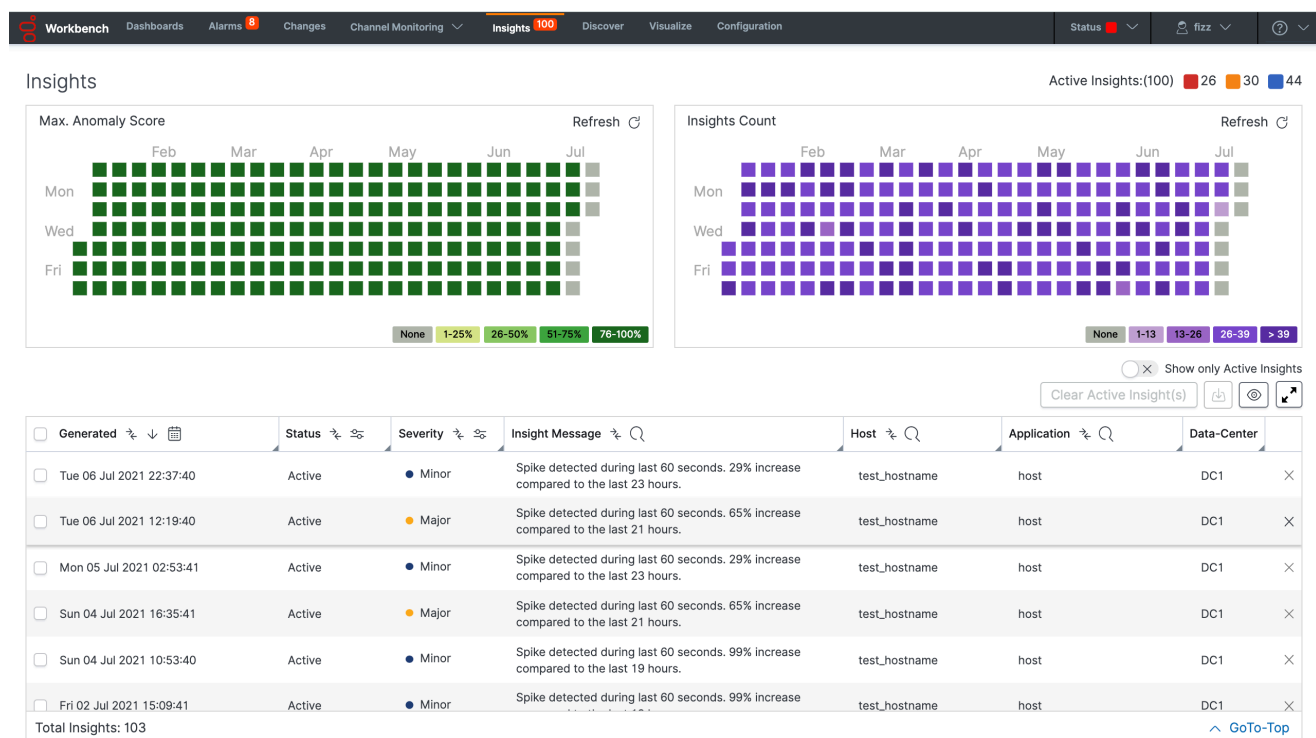 Workbench Dashboards Alarms 8 Changes Channel Monitoring Insights 100 Discover Visualize Configuration Status fizz
Insights
Active Insights:(100) 26 30 44
Max. Anomaly Score Refresh
Feb Mar Apr May Jun Jul
Mon
Wed
Fri
None 1-25% 26-50% 51-75% 76-100%
Insights Count Refresh
Feb Mar Apr May Jun Jul
Mon
Wed
Fri
None 1-13 13-26 26-39 > 39
Show only Active Insights
Clear Active Insight(s)
Generated Status Severity Insight Message Host Application Data-Center
Tue 06 Jul 2021 22:37:40 Active Minor Spike detected during last 60 seconds. 29% increase
compared to the last 23 hours. test_hostname host DC1
Tue 06 Jul 2021 12:19:40 Active Major Spike detected during last 60 seconds. 65% increase
compared to the last 21 hours. test_hostname host DC1
Mon 05 Jul 2021 02:53:41 Active Minor Spike detected during last 60 seconds. 29% increase
compared to the last 23 hours. test_hostname host DC1
Sun 04 Jul 2021 16:35:41 Active Major Spike detected during last 60 seconds. 65% increase
compared to the last 21 hours. test_hostname host DC1
Sun 04 Jul 2021 10:53:40 Active Minor Spike detected during last 60 seconds. 99% increase
compared to the last 19 hours. test_hostname host DC1
Fri 02 Jul 2021 15:09:41 Active Minor Spike detected during last 60 seconds. 99% increase
test_hostname host DC1
Total Insights: 103 GoTo-Top